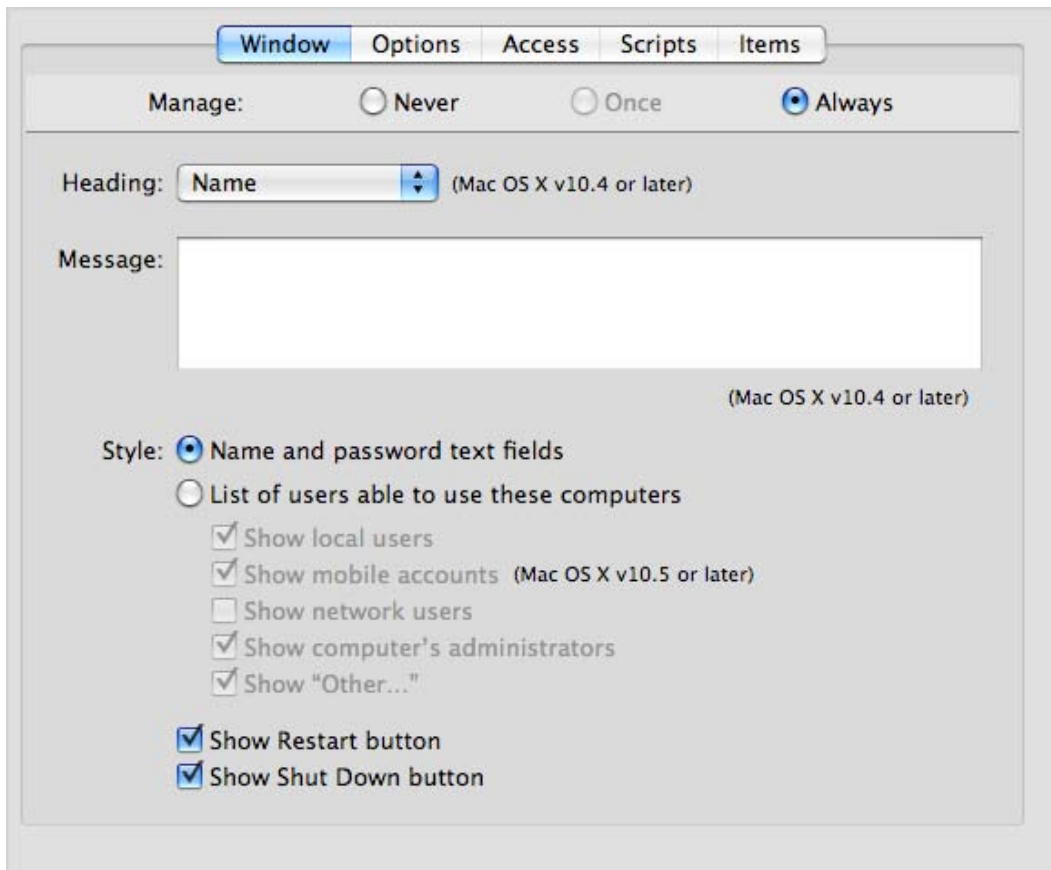 Window Options Access Scripts Items
Manage: Never Once Always
Heading: Name (Mac OS X v10.4 or later)
Message:
(Mac OS X v10.4 or later)
Style: Name and password text fields
List of users able to use these computers
Show local users
Show mobile accounts (Mac OS X v10.5 or later)
Show network users
Show computer's administrators
Show “Other...”
Show Restart button
Show Shut Down button